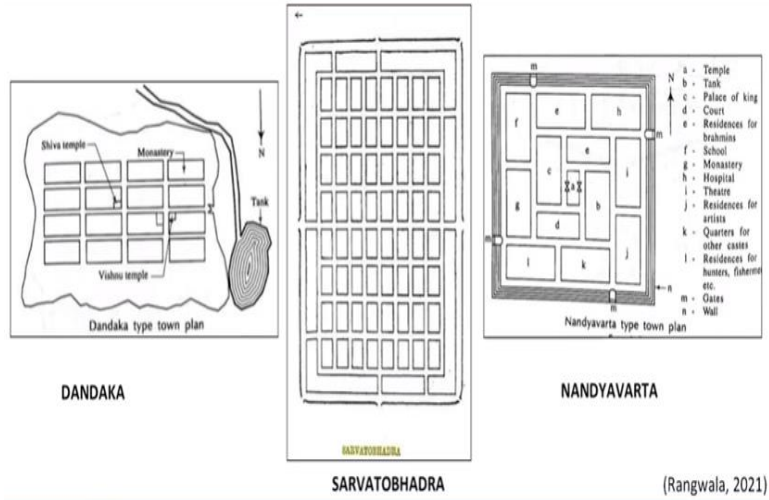 Shiva temple
Monastery
N
Tank
Vishnu temple
Dandaka type town plan
DANDAKA
SARVATOBHADRA
SARVATOBHADRA
m
f
e
h
e
m
c
a
i
g
b
d
m
j
l
k
n
m
N
Nandyavarta type town plan
a - Temple
b - Tank
c - Palace of king
d - Court
e - Residences for
brahmins
f - School
g - Monastery
h - Hospital
i - Theatre
j - Residences for
artists
k - Quarters for
other castes
l - Residences for
hunters, fisherme
etc.
m - Gates
n - Wall
NANDYAVARTA
(Rangwala, 2021)